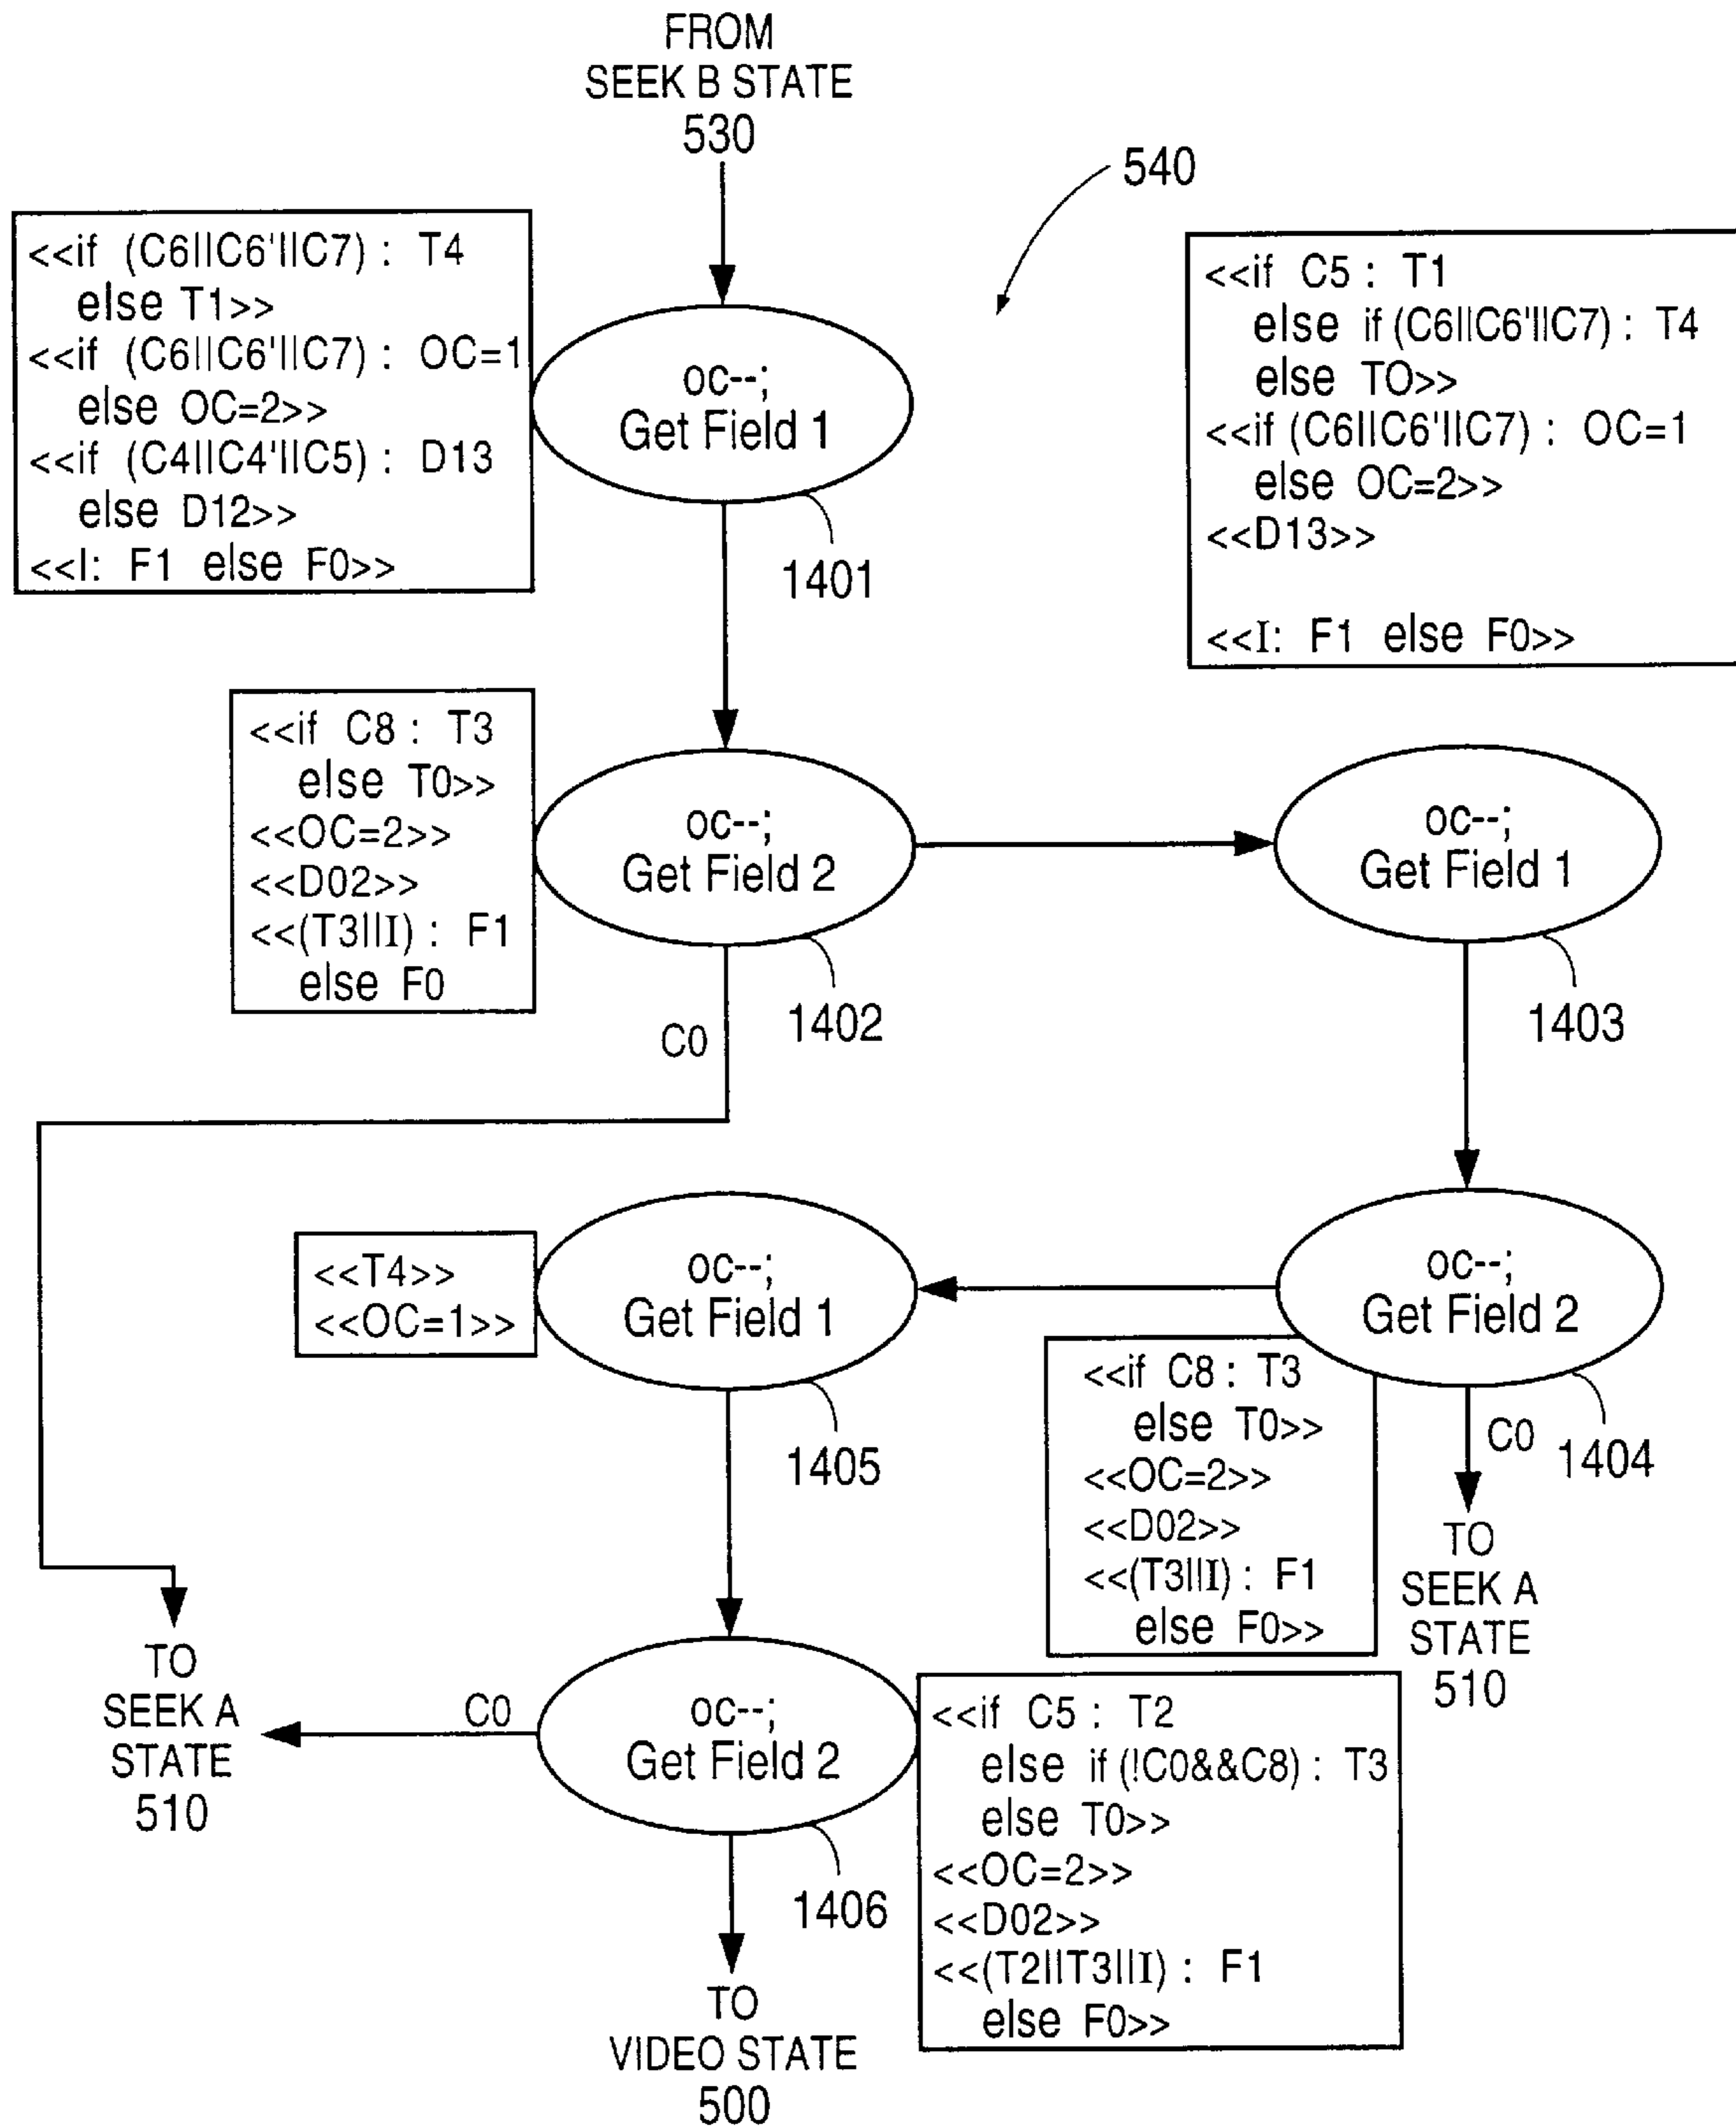 FROM
SEEK B STATE
530
540
<<if (C6||C6'||C7) : T4
else T1>>
<<if (C6||C6'||C7) : OC=1
else OC=2>>
<<if (C4||C4'||C5) : D13
else D12>>
<<I: F1 else F0>>
oc--;
Get Field 1
1401
<<if C5 : T1
else if (C6||C6'||C7) : T4
else TO>>
<<if (C6||C6'||C7) : OC=1
else OC=2>>
<<D13>>
<<I: F1 else F0>>
<<if C8 : T3
else T0>>
<<OC=2>>
<<D02>>
<<(T3||I) : F1
else F0
oc--;
Get Field 2
1402
C0
oc--;
Get Field 1
1403
<<T4>>
<<OC=1>>
oc--;
Get Field 1
1405
oc--;
Get Field 2
1404
<<if C8 : T3
else T0>>
<<OC=2>>
<<D02>>
<<(T3||I) : F1
else F0>>
C0
TO
SEEK A
STATE
510
TO
SEEK A
STATE
510
C0
oc--;
Get Field 2
1406
<<if C5 : T2
else if (!C0&&C8) : T3
else T0>>
<<OC=2>>
<<D02>>
<<(T2||T3||I) : F1
else F0>>
TO
VIDEO STATE
500